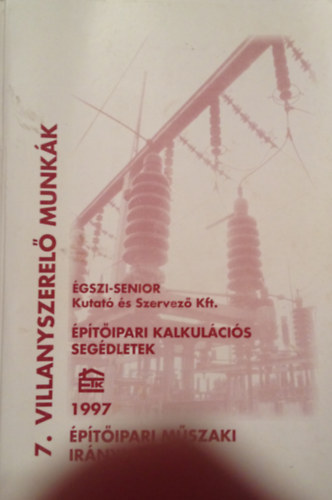 7. VILLANYSZERELŐ MUNKÁK
ÉGSZI-SENIOR
Kutató és Szervező Kft.
ÉPÍTŐIPARI KALKULÁCIÓS
SEGÉDLETEK
1997
ÉPÍTŐIPARI MŰSZAKI